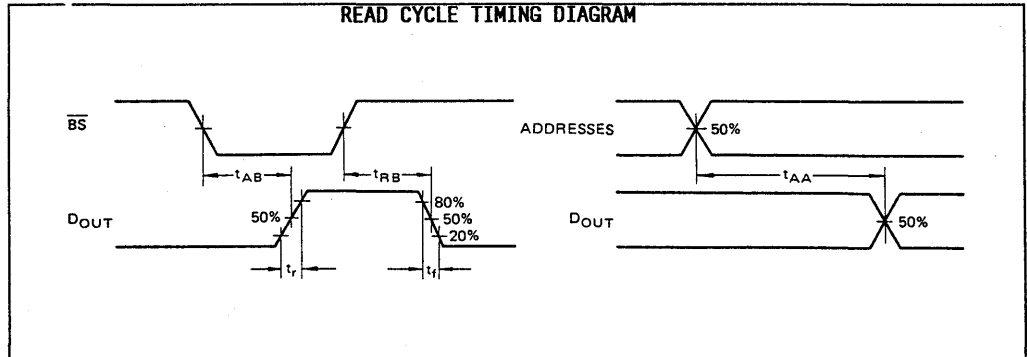 READ CYCLE TIMING DIAGRAM
BS
ADDRESSES
50%
tAB
tRB
tAA
DOUT
50%
80%
50%
20%
DOUT
50%
tr
tf